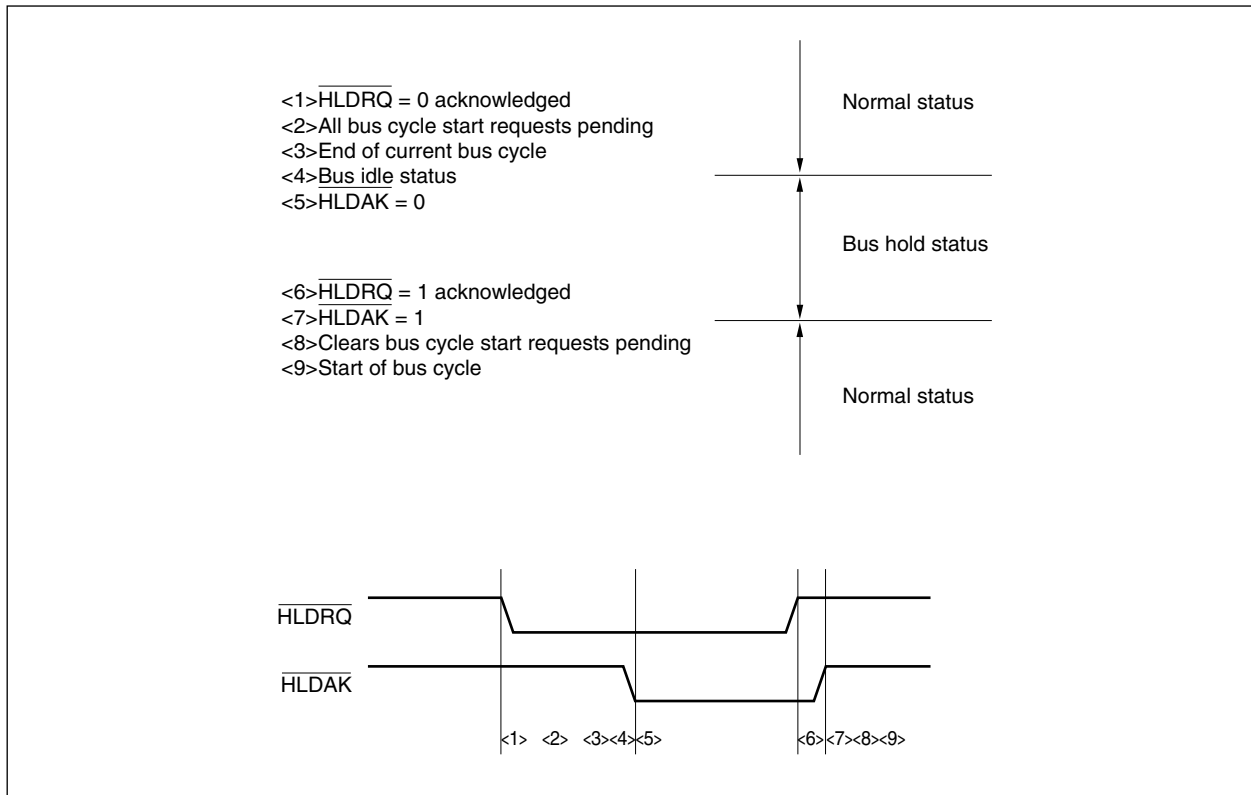 <1>HLDRQ = 0 acknowledged
<2>All bus cycle start requests pending
<3>End of current bus cycle
<4>Bus idle status
<5>HLDAK = 0
<6>HLDRQ = 1 acknowledged
<7>HLDAK = 1
<8>Clears bus cycle start requests pending
<9>Start of bus cycle
Normal status
Bus hold status
Normal status
HLDRQ
HLDAK
<1> <2> <3><4><5> <6> <7><8><9>